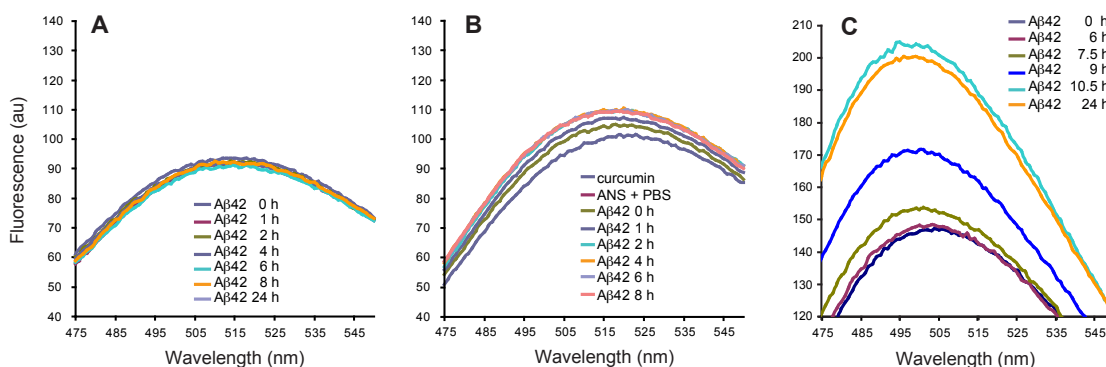 A
140
130
120
110
100
90
80
70
60
50
40
475 485 495 505 515 525 535 545
Fluorescence (au)
Wavelength (nm)
Aβ42 0 h
Aβ42 1 h
Aβ42 2 h
Aβ42 4 h
Aβ42 6 h
Aβ42 8 h
Aβ42 24 h
B
140
130
120
110
100
90
80
70
60
50
40
475 485 495 505 515 525 535 545
Wavelength (nm)
curcumin
ANS + PBS
Aβ42 0 h
Aβ42 1 h
Aβ42 2 h
Aβ42 4 h
Aβ42 6 h
Aβ42 8 h
C
210
200
190
180
170
160
150
140
130
120
475 485 495 505 515 525 535 545
Wavelength (nm)
Aβ42 0 h
Aβ42 6 h
Aβ42 7.5 h
Aβ42 9 h
Aβ42 10.5 h
Aβ42 24 h